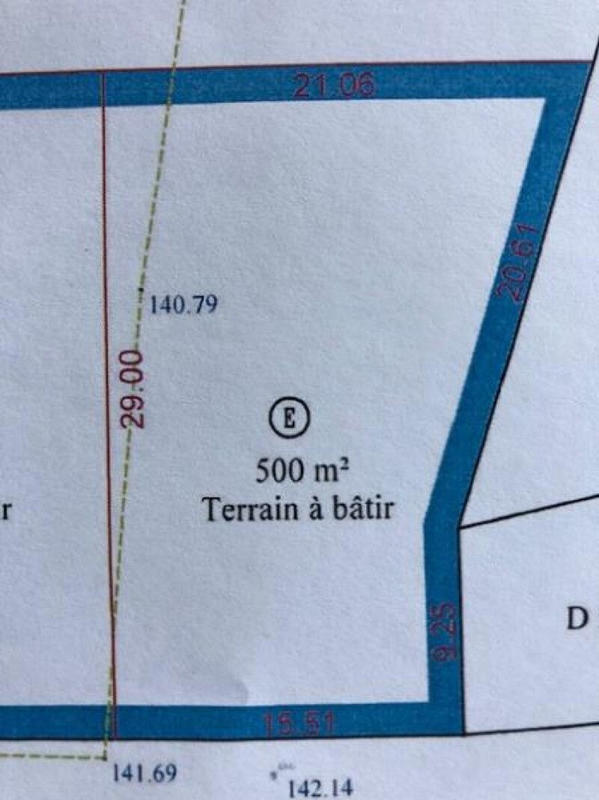 21.06
20.61
140.79
29.00
E
500 m²
Terrain à bâtir
r
9.25
D
15.51
141.69
142.14